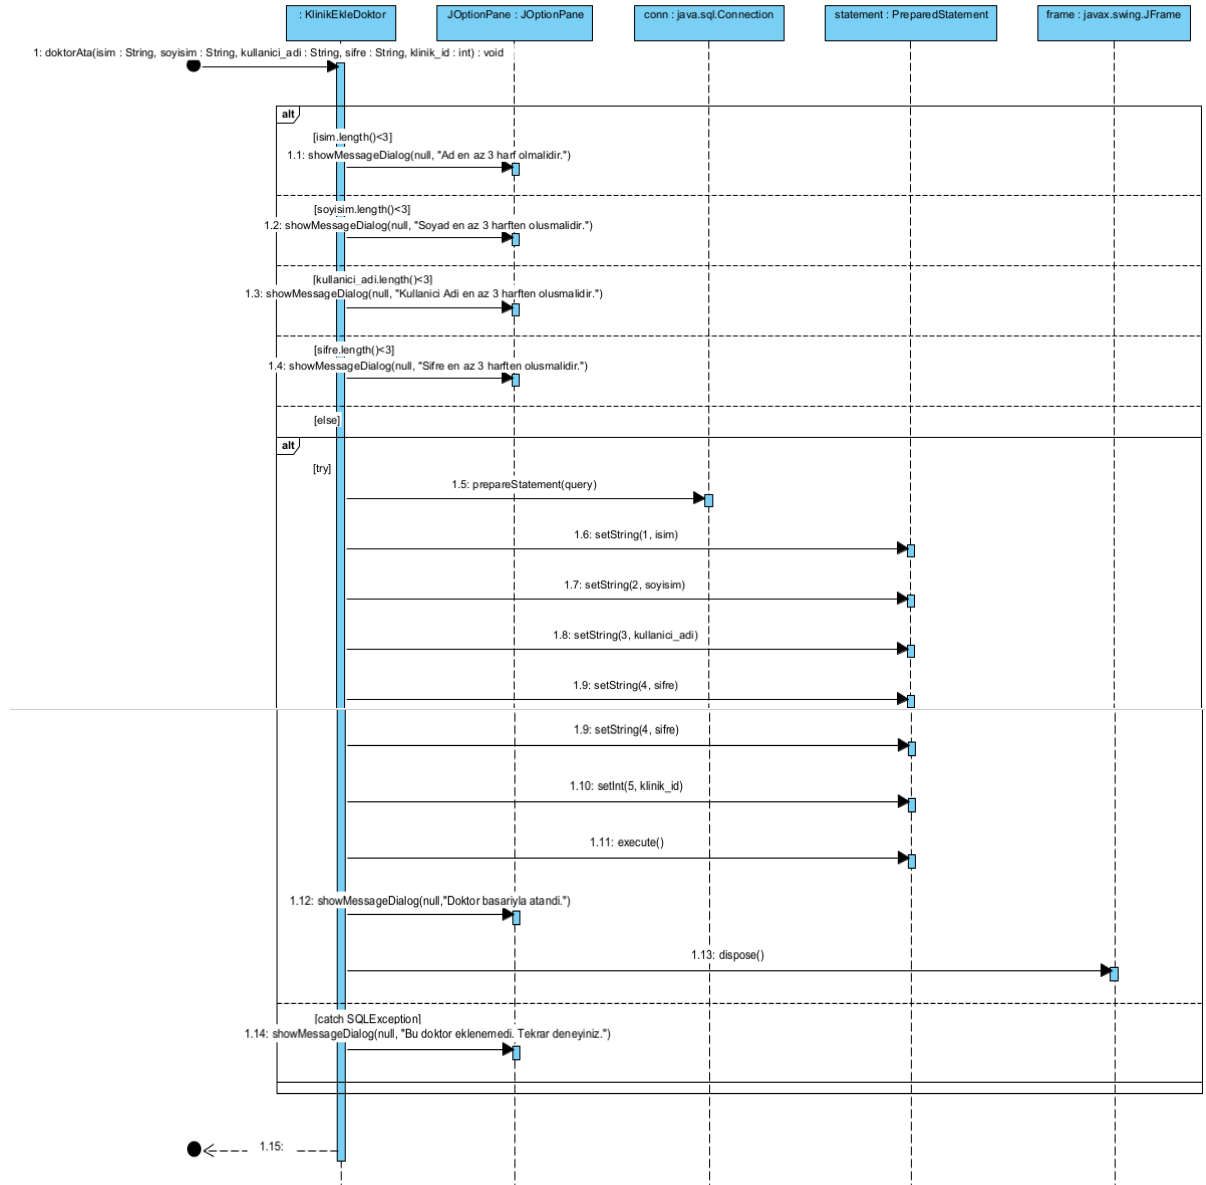 : KlinikEkleDoktor
JOptionPane : JOptionPane
conn : java.sql.Connection
statement : PreparedStatement
frame : javax.swing.JFrame
1: doktorAta(isim : String, soyisim : String, kullanici_adi : String, sifre : String, klinik_id : int) : void
alt
[isim.length()<3]
1.1: showMessageDialog(null, "Ad en az 3 harf olmalidir.")
[soyisim.length()<3]
1.2: showMessageDialog(null, "Soyad en az 3 harften olusmalidir.")
[kullanici_adi.length()<3]
1.3: showMessageDialog(null, "Kullanici Adi en az 3 harften olusmalidir.")
[sifre.length()<3]
1.4: showMessageDialog(null, "Sifre en az 3 harften olusmalidir.")
[else]
alt
[try]
1.5: prepareStatement(query)
1.6: setString(1, isim)
1.7: setString(2, soyisim)
1.8: setString(3, kullanici_adi)
1.9: setString(4, sifre)
1.9: setString(4, sifre)
1.10: setInt(5, klinik_id)
1.11: execute()
1.12: showMessageDialog(null,"Doktor basariyla atandi.")
1.13: dispose()
[catch SQLException]
1.14: showMessageDialog(null, "Bu doktor eklenemedi. Tekrar deneyiniz.")
1.15: